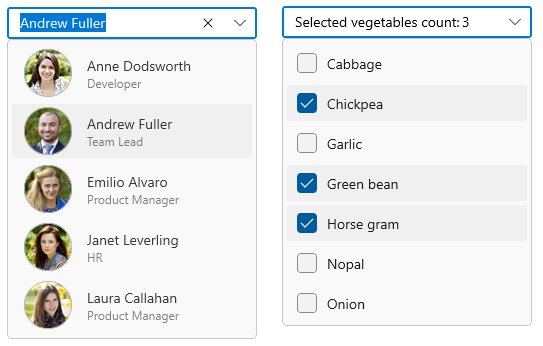 Andrew Fuller
Anne Dodsworth
Developer
Andrew Fuller
Team Lead
Emilio Alvaro
Product Manager
Janet Leverling
HR
Laura Callahan
Product Manager
Selected vegetables count: 3
Cabbage
Chickpea
Garlic
Green bean
Horse gram
Nopal
Onion